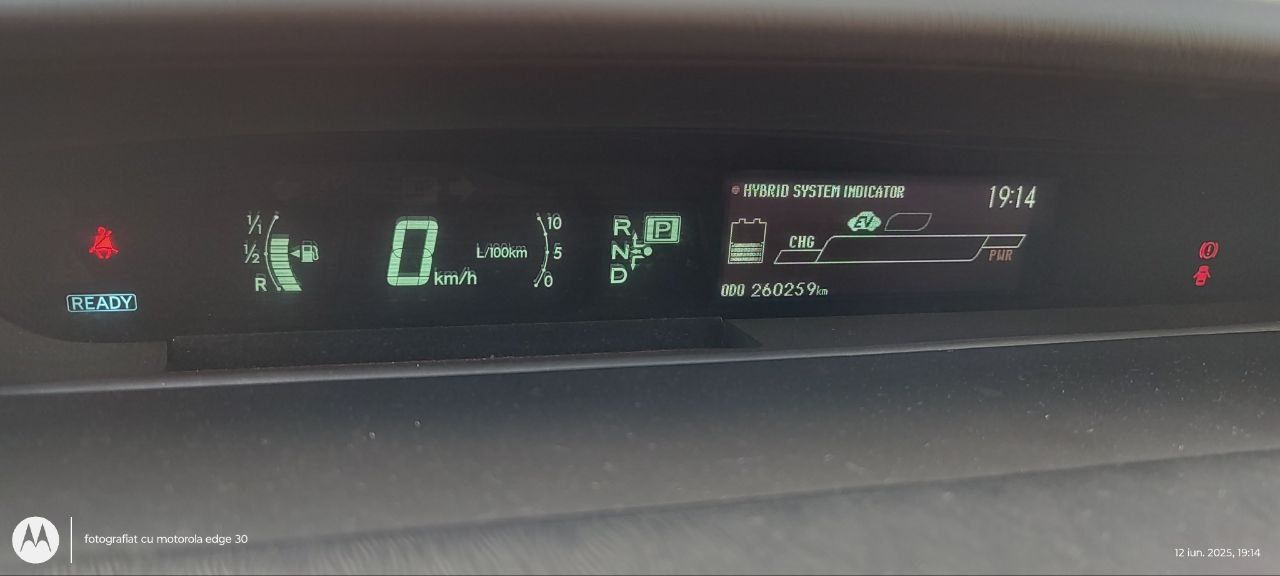 HYBRID SYSTEM INDICATOR 19:14
1/1
1/2
R
READY
0 km/h
L/100km
10
5
0
R P
N
D
EV
CHG
PWR
ODO 260259km
fotografiat cu motorola edge 30
12 iun. 2025, 19:14